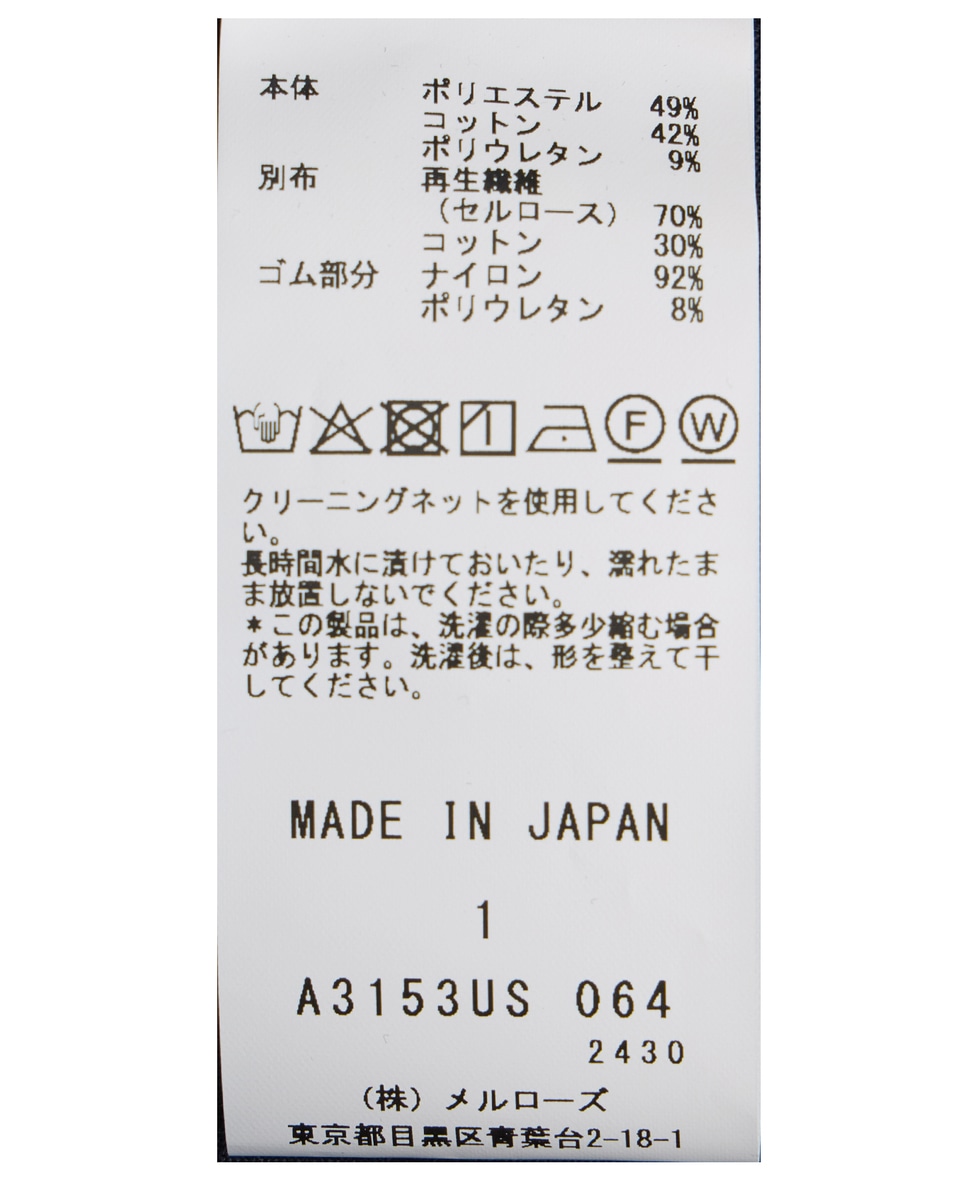 本体 ポリエステル 49%
コットン 42%
ポリウレタン 9%
別布 再生繊維
（セルロース） 70%
コットン 30%
ゴム部分 ナイロン 92%
ポリウレタン 8%
F W
クリーニングネットを使用してくださ
い。
長時間水に漬けておいたり、濡れたま
ま放置しないでください。
*この製品は、洗濯の際多少縮む場合
があります。洗濯後は、形を整えて干
してください。
MADE IN JAPAN
1
A3153US 064
2430
（株）メルローズ
東京都目黒区青葉台2-18-1